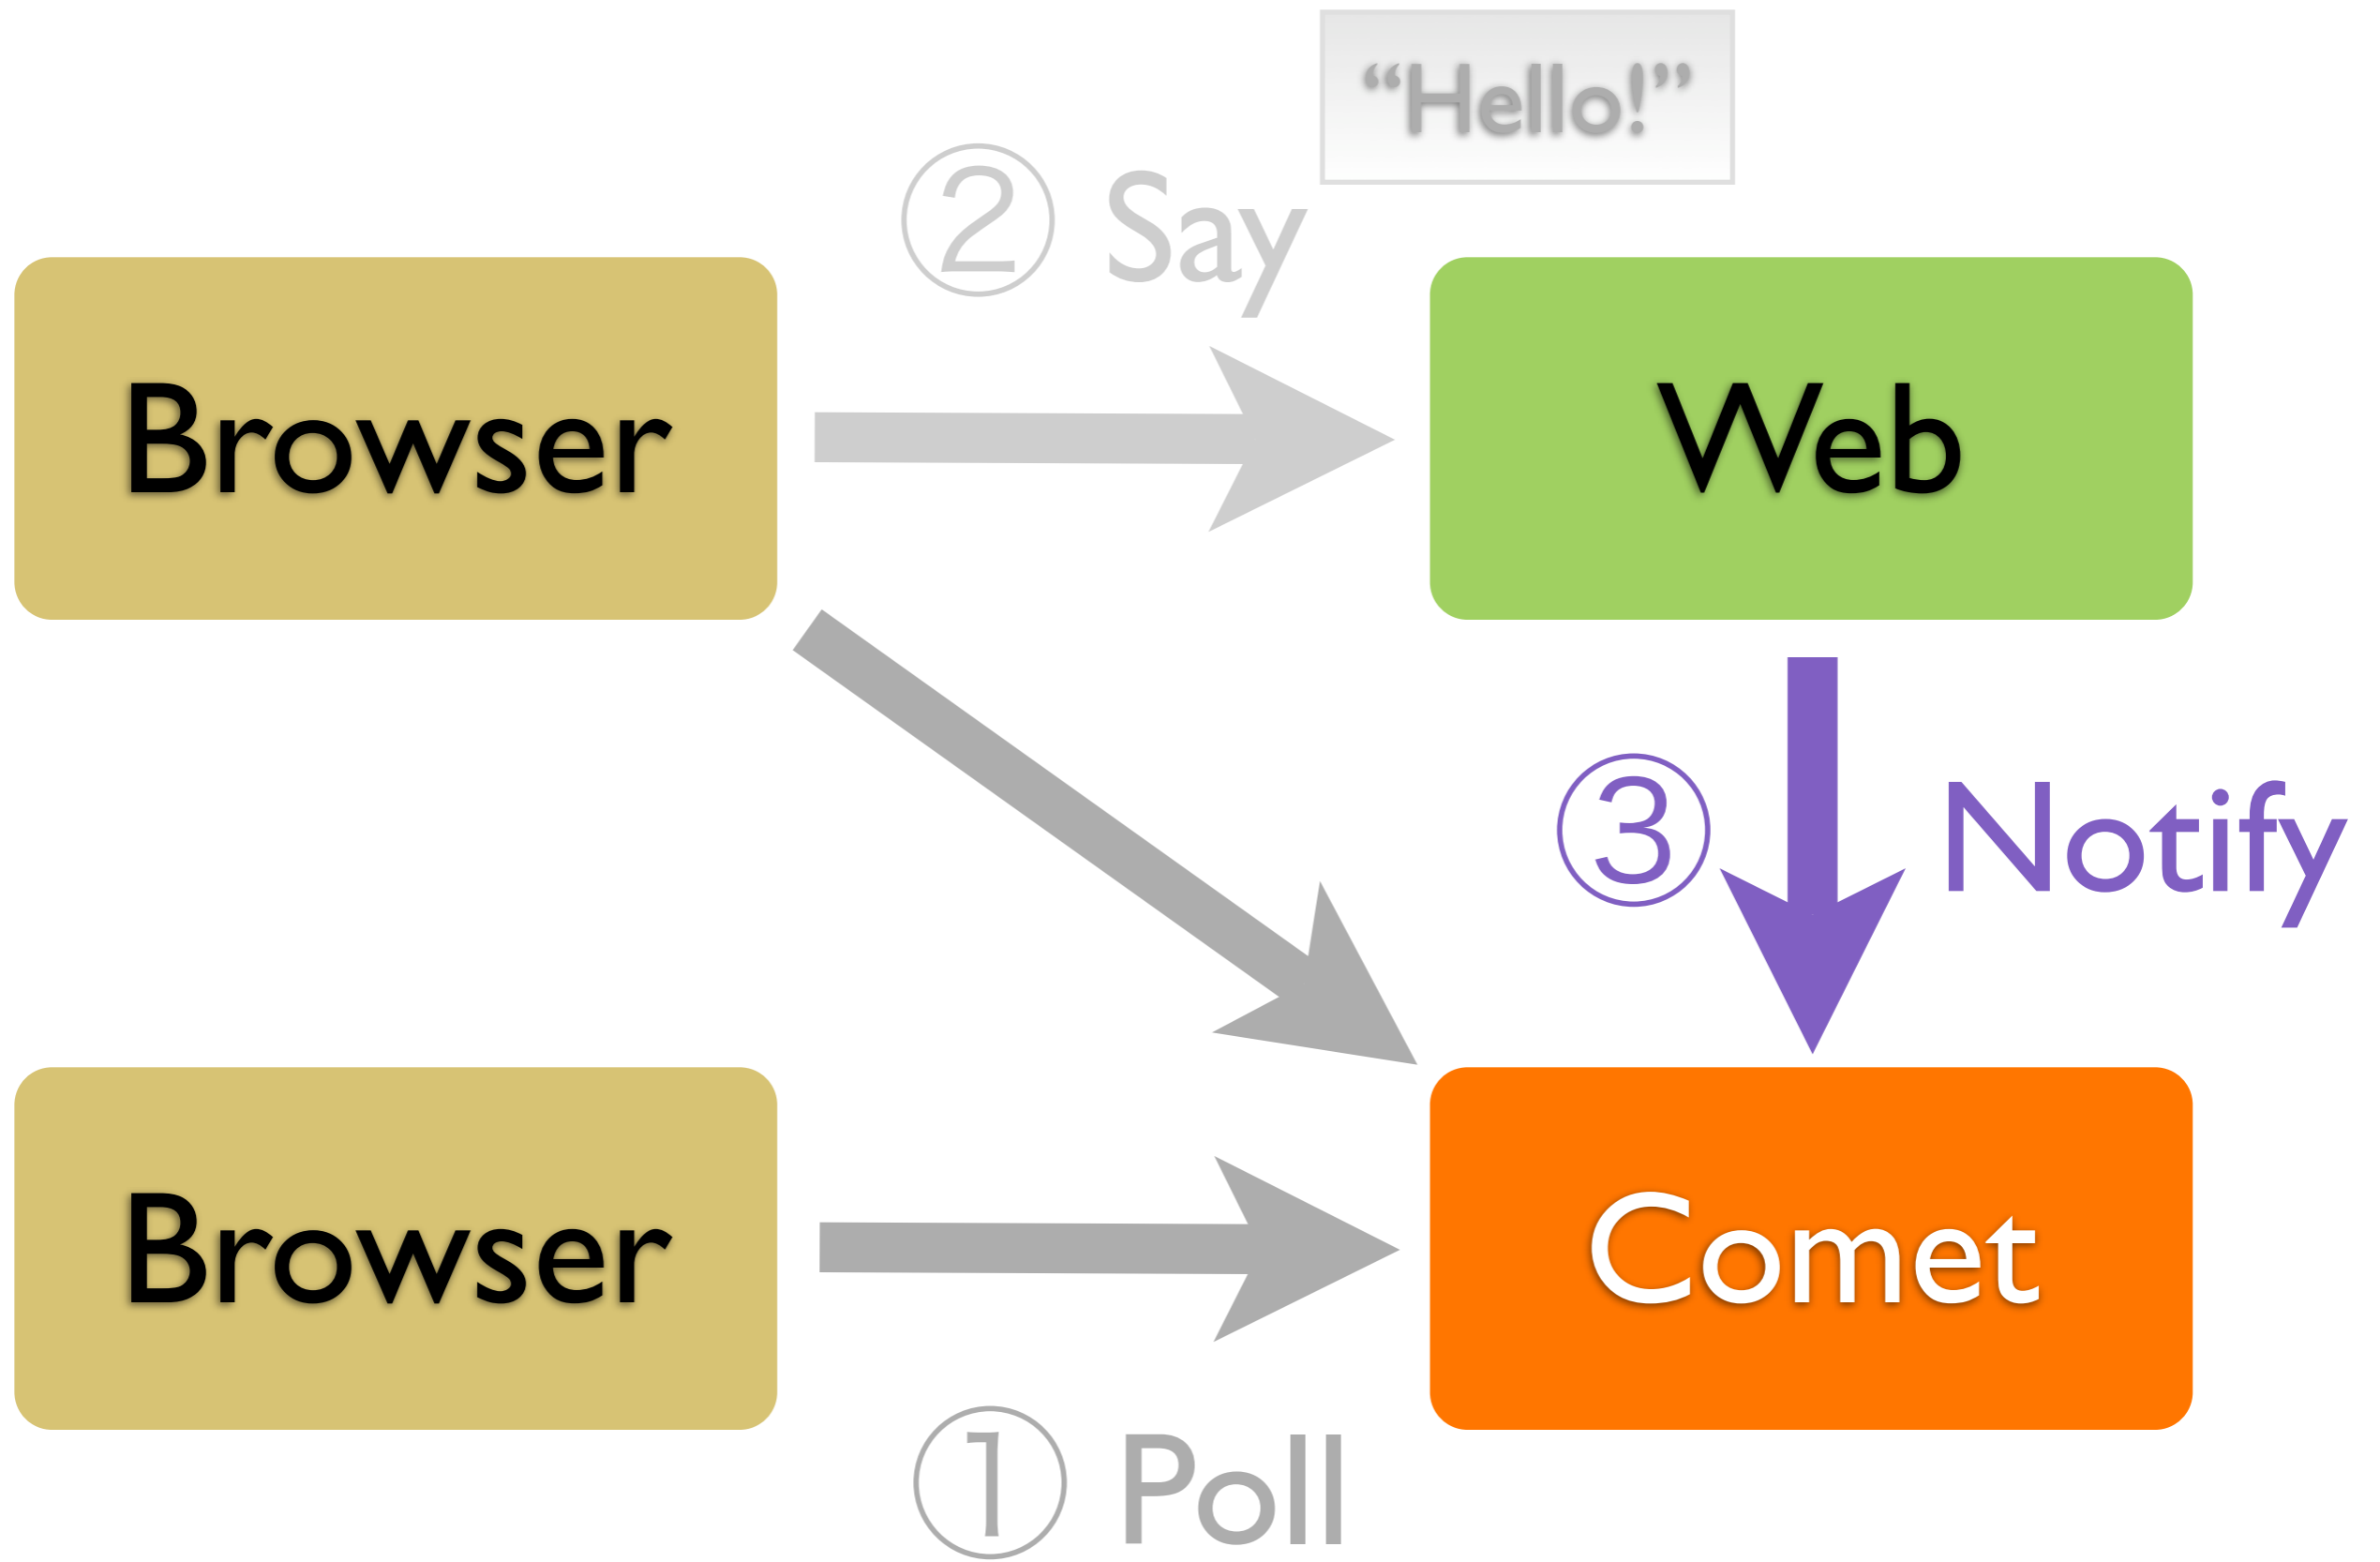 “Hello!”
② Say
Browser
Web
③ Notify
Browser
Comet
① Poll